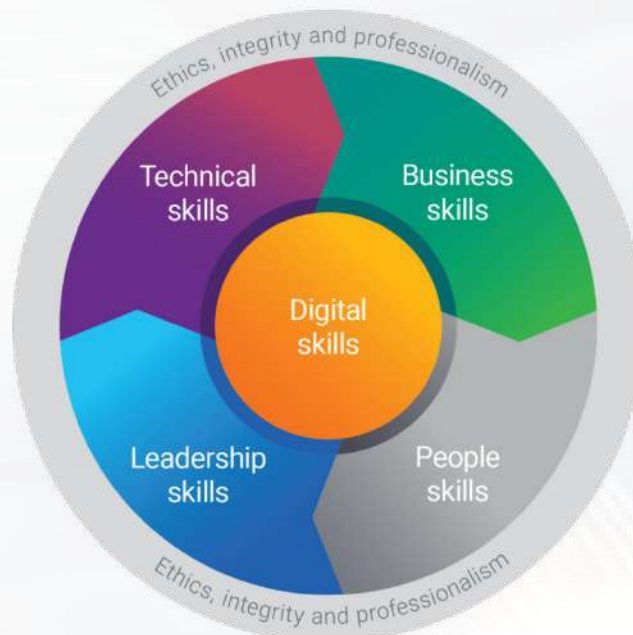 Ethics, integrity and professionalism
Technical
skills
Business
skills
Digital
skills
Leadership
skills
People
skills
Ethics, integrity and professionalism